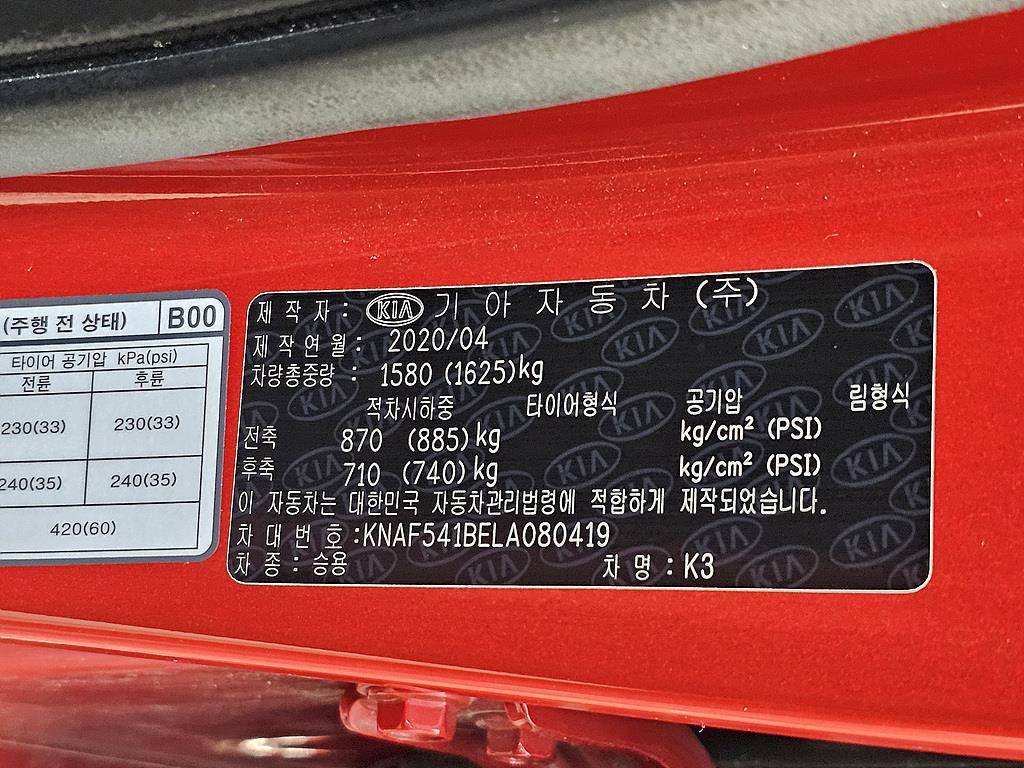 (주행 전 상태) B00
타이어 공기압 kPa(psi)
전륜 후륜
230(33) 230(33)
240(35) 240(35)
420(60)
제 작 자 : KIA 기 아 자 동 차 (주)
제 작 연 월 : 2020/04
차량총중량 : 1580 (1625)kg
적차시하중 타이어형식 공기압 림형식
전축 870 (885)kg kg/cm² (PSI)
후축 710 (740)kg kg/cm² (PSI)
이 자동차는 대한민국 자동차관리법령에 적합하게 제작되었습니다.
차 대 번 호 :KNAF541BELA080419
차 종 : 승용 차 명 : K3